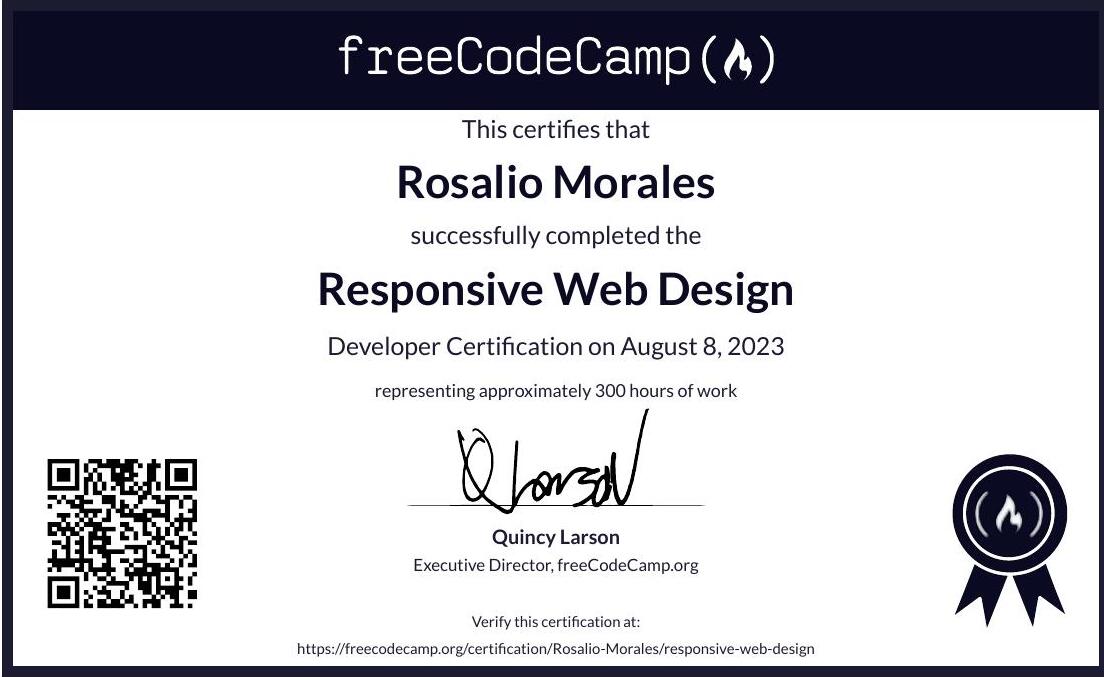 freeCodeCamp
This certifies that
Rosalio Morales
successfully completed the
Responsive Web Design
Developer Certification on August 8, 2023
representing approximately 300 hours of work
Q Larson
Quincy Larson
Executive Director, freeCodeCamp.org
Verify this certification at:
https://freecodecamp.org/certification/Rosalio-Morales/responsive-web-design